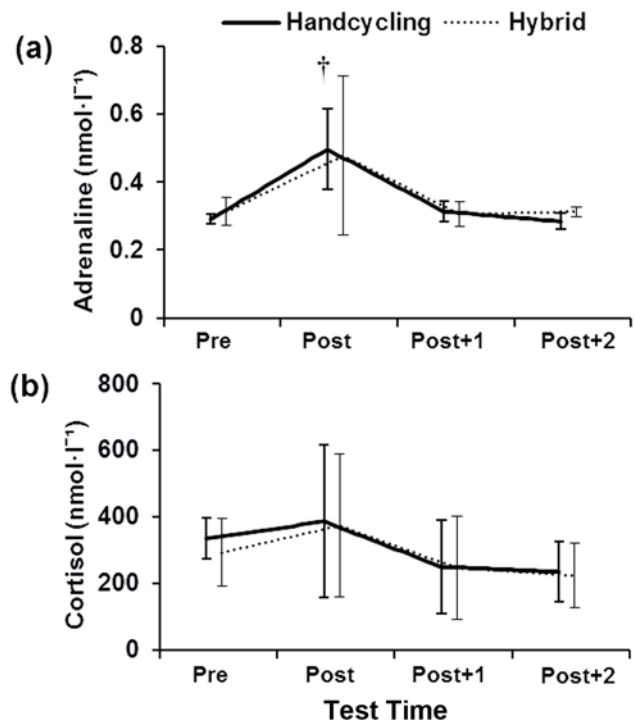 Handcycling Hybrid
(a)
†
Adrenaline (nmol·l⁻¹)
0.8
0.6
0.4
0.2
0
Pre Post Post+1 Post+2
(b)
Cortisol (nmol·l⁻¹)
800
600
400
200
0
Pre Post Post+1 Post+2
Test Time